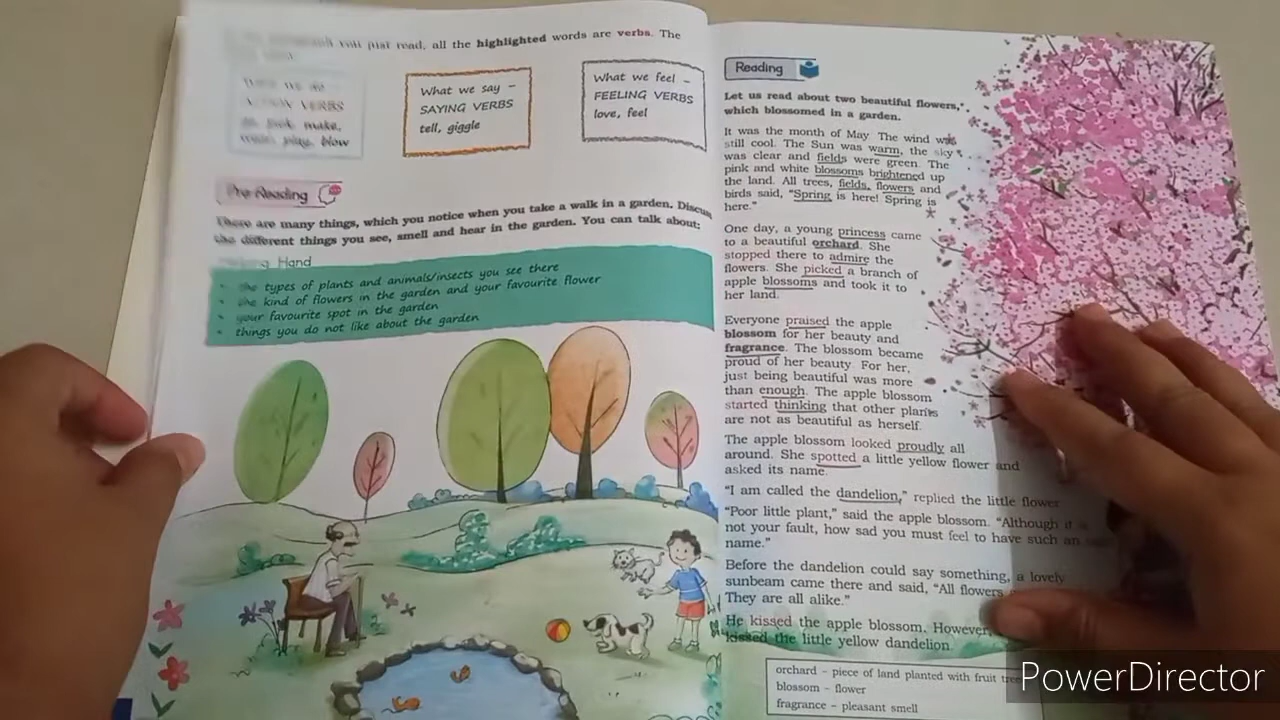 you just read, all the highlighted words are verbs. The
ACTION VERBS
pick, make,
play, blow
What we say –
SAYING VERBS
tell, giggle
What we feel –
FEELING VERBS
love, feel
Pre-Reading
There are many things, which you notice when you take a walk in a garden. Discuss
the different things you see, smell and hear in the garden. You can talk about:
Helping Hand
• the types of plants and animals/insects you see there
• the kind of flowers in the garden and your favourite flower
• your favourite spot in the garden
• things you do not like about the garden
Reading
Let us read about two beautiful flowers,
which blossomed in a garden.
It was the month of May. The wind was
still cool. The Sun was warm, the sky
was clear and fields were green. The
pink and white blossoms brightened up
the land. All trees, fields, flowers and
birds said, “Spring is here! Spring is
here.”
One day, a young princess came
to a beautiful orchard. She
stopped there to admire the
flowers. She picked a branch of
apple blossoms and took it to
her land.
Everyone praised the apple
blossom for her beauty and
fragrance. The blossom became
proud of her beauty. For her,
just being beautiful was more
than enough. The apple blossom
started thinking that other plants
are not as beautiful as herself.
The apple blossom looked proudly all
around. She spotted a little yellow flower and
asked its name.
“I am called the dandelion,” replied the little flower
“Poor little plant,” said the apple blossom. “Although it
not your fault, how sad you must feel to have such an
name.”
Before the dandelion could say something, a lovely
sunbeam came there and said, “All flowers
They are all alike.”
He kissed the apple blossom. However,
kissed the little yellow dandelion.
orchard – piece of land planted with fruit
blossom – flower
fragrance – pleasant smell
PowerDirector